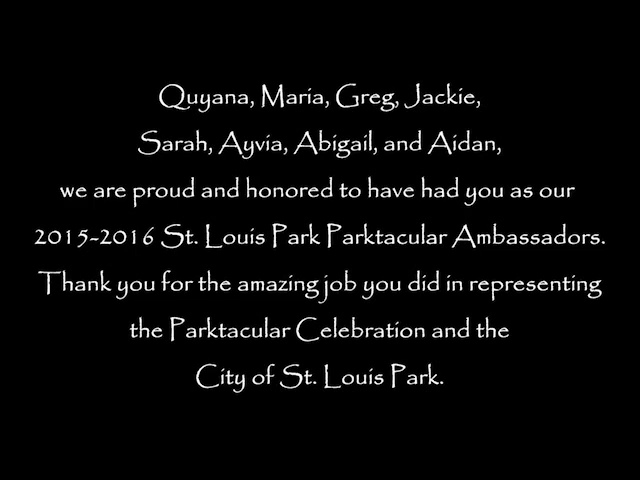 Quyana, Maria, Greg, Jackie,
Sarah, Ayvia, Abigail, and Aidan,
we are proud and honored to have had you as our
2015-2016 St. Louis Park Parktacular Ambassadors.
Thank you for the amazing job you did in representing
the Parktacular Celebration and the
City of St. Louis Park.